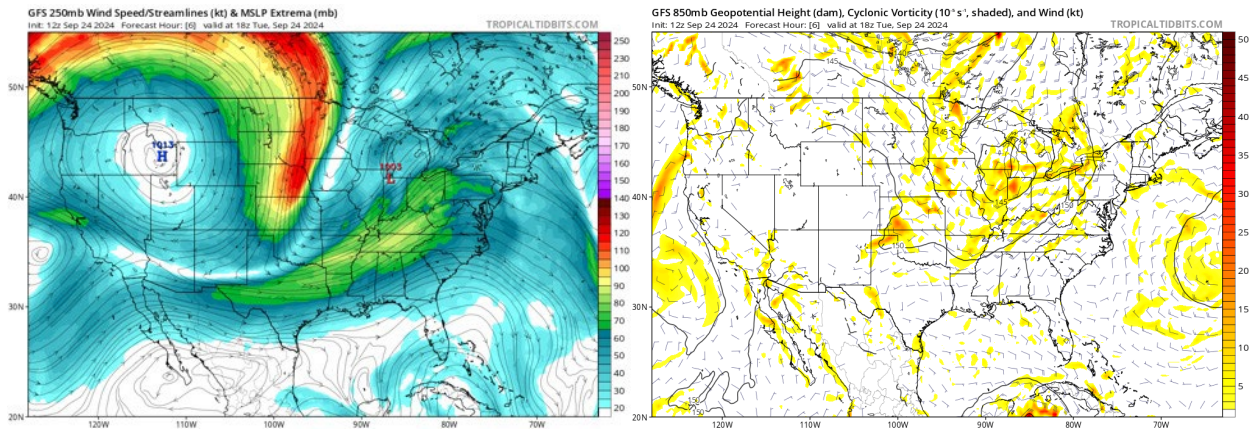 GFS 250mb Wind Speed/Streamlines (kt) & MSLP Extrema (mb)
Init: 12z Sep 24 2024 Forecast Hour: [6] valid at 18z Tue, Sep 24 2024 TROPICALTIDBITS.COM
50N
40N
30N
20N
120W 110W 100W 90W 80W 70W
1013
H
1003
L
250
230
220
210
200
190
180
170
160
150
140
130
120
110
100
90
80
70
60
50
40
30
20
GFS 850mb Geopotential Height (dam), Cyclonic Vorticity (10⁻⁵ s⁻¹, shaded), and Wind (kt)
Init: 12z Sep 24 2024 Forecast Hour: [6] valid at 18z Tue, Sep 24 2024 TROPICALTIDBITS.COM
50N
40N
30N
20N
120W 110W 100W 90W 80W 70W
145
145
145
150
150
150
150
50
45
40
35
30
25
20
15
10
5